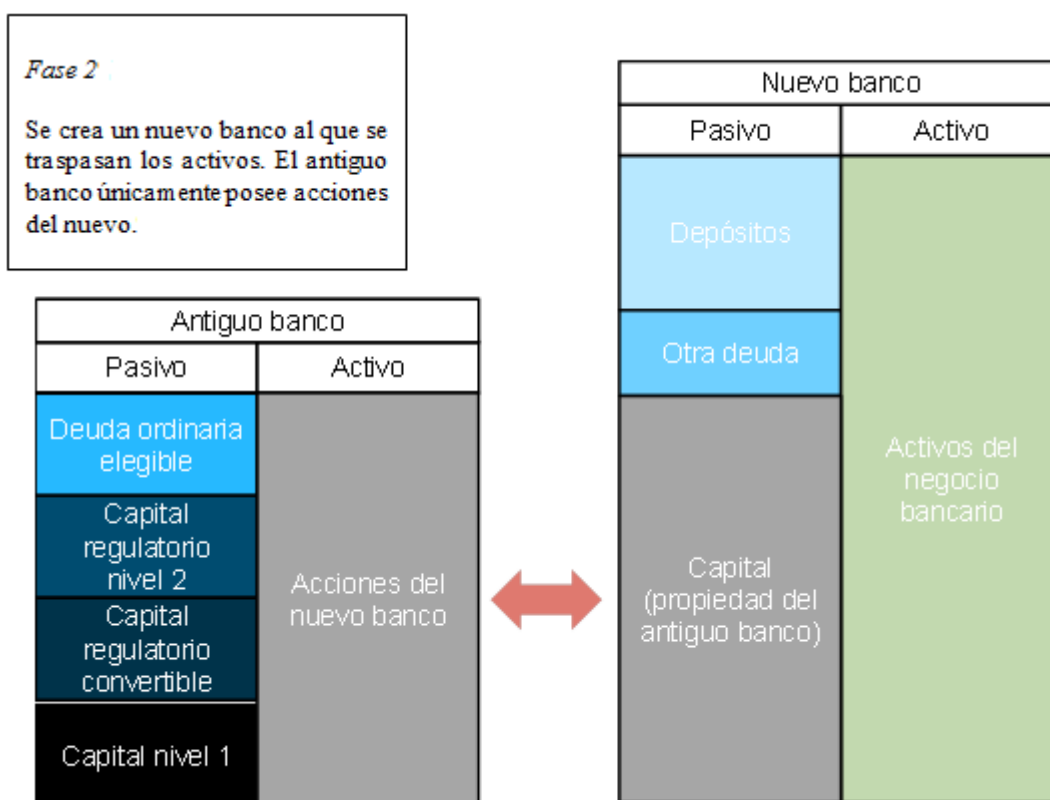 Fase 2
Se crea un nuevo banco al que se
traspasan los activos. El antiguo
banco únicamente posee acciones
del nuevo.
Antiguo banco
Pasivo
Activo
Deuda ordinaria
elegible
Capital
regulatorio
nivel 2
Capital
regulatorio
convertible
Capital nivel 1
Acciones del
nuevo banco
Nuevo banco
Pasivo
Activo
Depósitos
Otra deuda
Capital
(propiedad del
antiguo banco)
Activos del
negocio
bancario